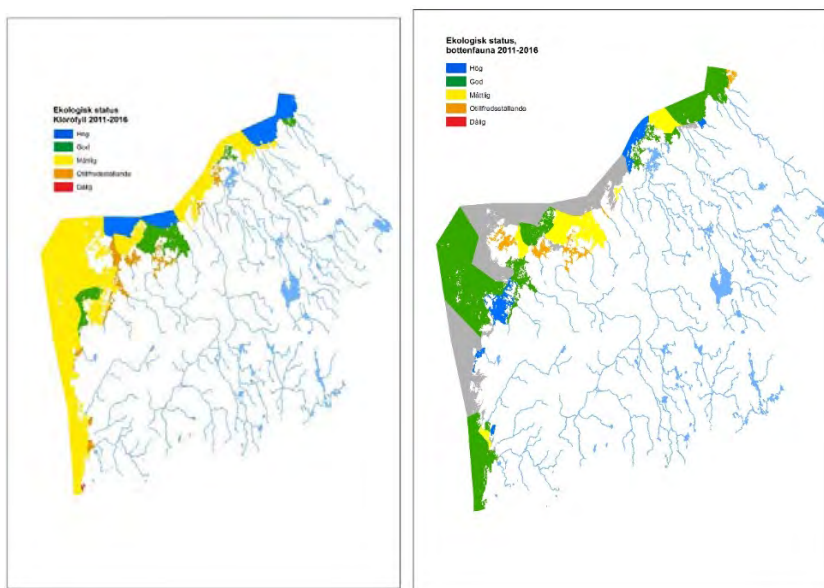 Ekologisk status
Klorofyll 2011-2016
Hög
God
Måttlig
Otillfredsställande
Dålig
Ekologisk status,
bottenfauna 2011-2016
Hög
God
Måttlig
Otillfredsställande
Dålig